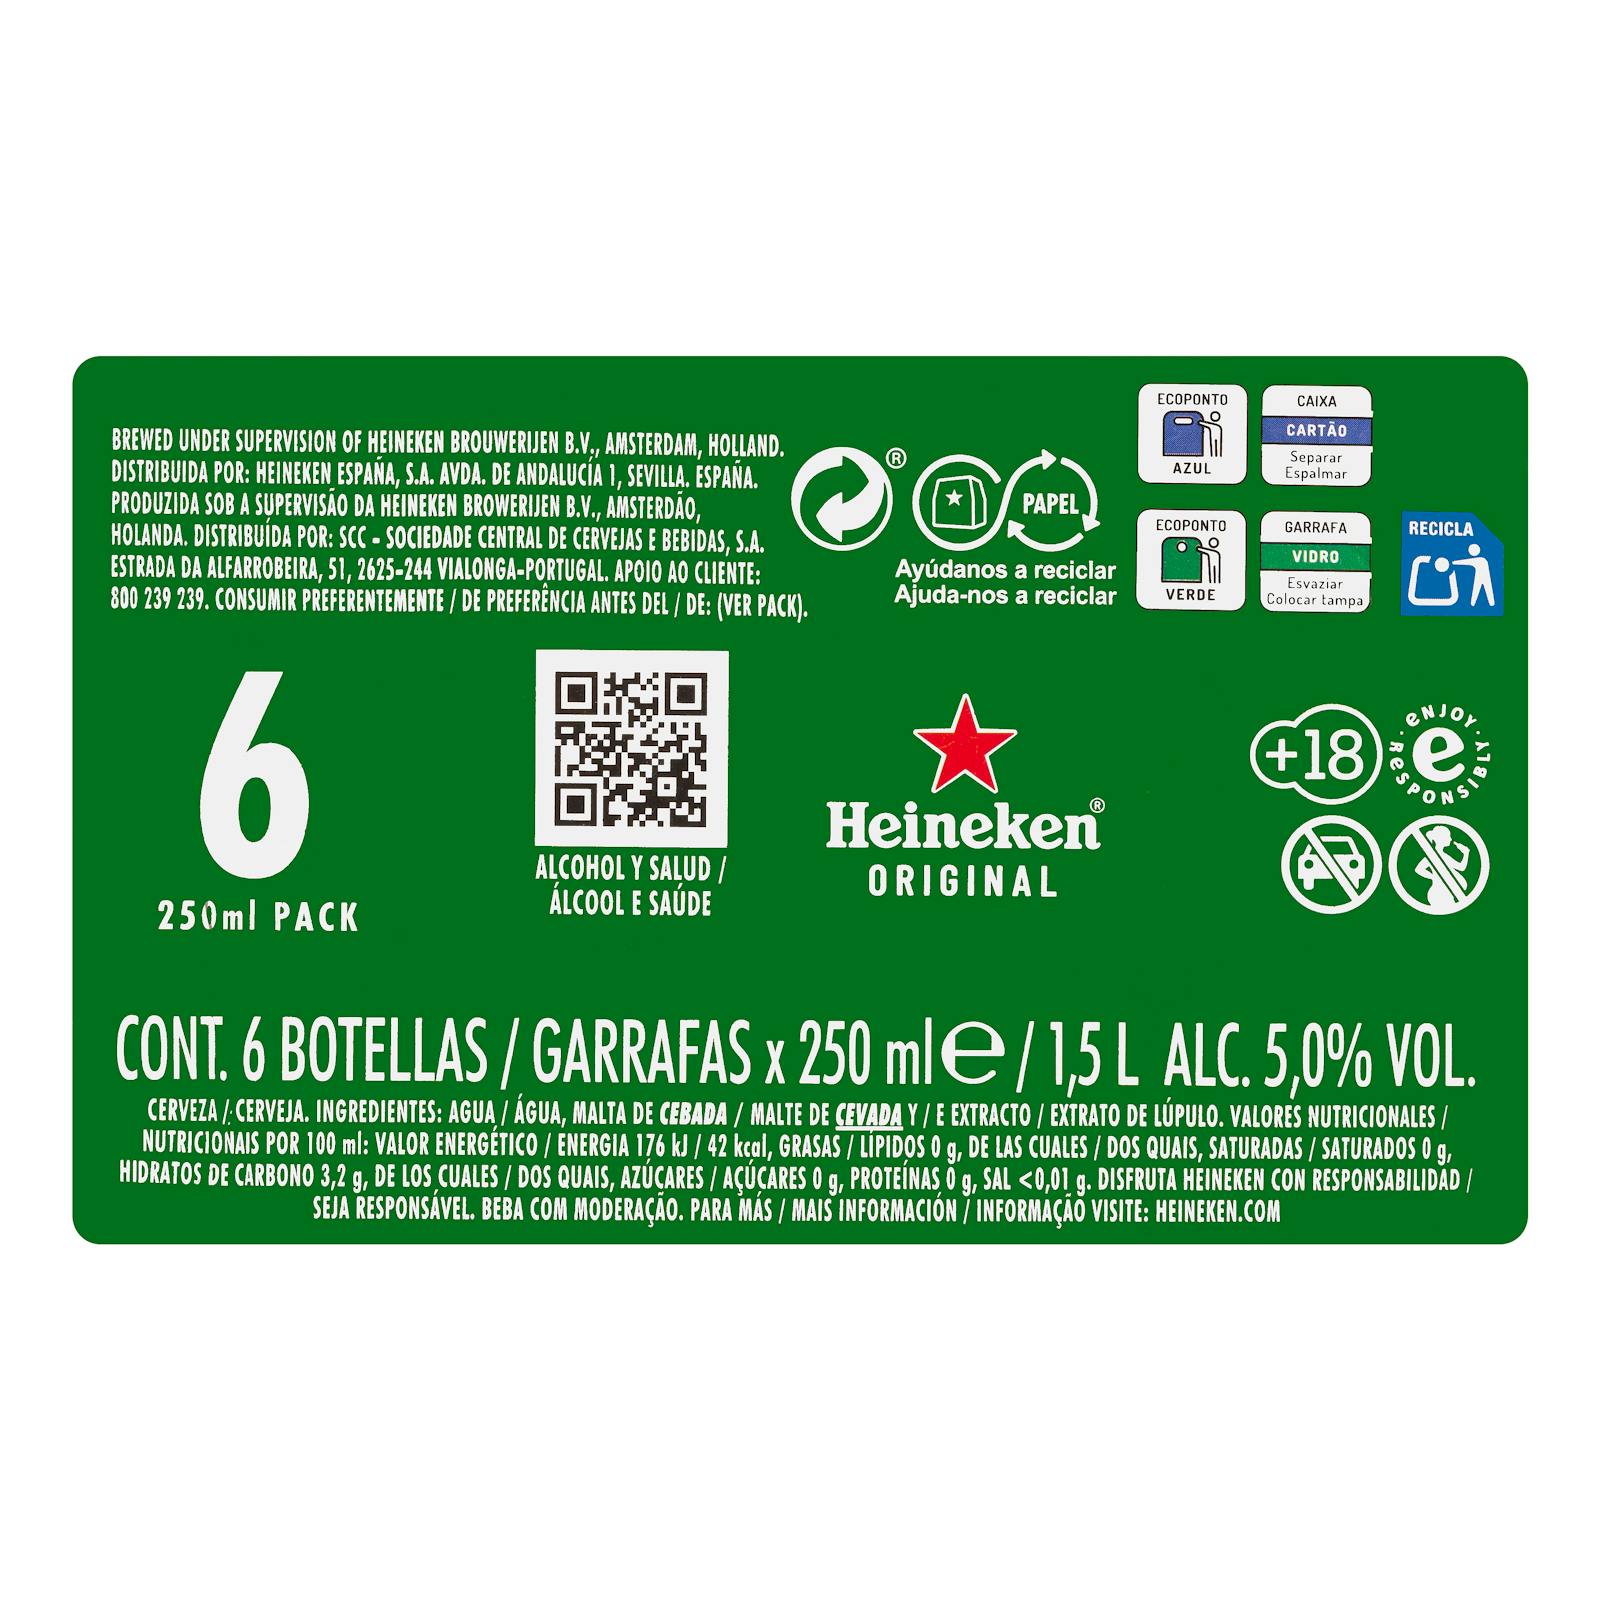 BREWED UNDER SUPERVISION OF HEINEKEN BROUWERIJEN B.V., AMSTERDAM, HOLLAND.
DISTRIBUIDA POR: HEINEKEN ESPAÑA, S.A. AVDA. DE ANDALUCÍA 1, SEVILLA. ESPAÑA.
PRODUZIDA SOB A SUPERVISÃO DA HEINEKEN BROWERIJEN B.V., AMSTERDÃO,
HOLANDA. DISTRIBUÍDA POR: SCC - SOCIEDADE CENTRAL DE CERVEJAS E BEBIDAS, S.A.
ESTRADA DA ALFARROBEIRA, 51, 2625-244 VIALONGA-PORTUGAL. APOIO AO CLIENTE:
800 239 239. CONSUMIR PREFERENTEMENTE / DE PREFERÊNCIA ANTES DEL / DE: (VER PACK).
®
PAPEL
Ayúdanos a reciclar
Ajuda-nos a reciclar
ECOPONTO
AZUL
CAIXA
CARTÃO
Separar
Espalmar
ECOPONTO
VERDE
GARRAFA
VIDRO
Esvaziar
Colocar tampa
RECICLA
6
250ml PACK
ALCOHOL Y SALUD /
ÁLCOOL E SAÚDE
Heineken®
ORIGINAL
+18
ENJOY RESPONSIBLY
e
CONT. 6 BOTELLAS / GARRAFAS x 250 ml e / 1,5 L ALC. 5,0% VOL.
CERVEZA / CERVEJA. INGREDIENTES: AGUA / ÁGUA, MALTA DE CEBADA / MALTE DE CEVADA Y / E EXTRACTO / EXTRATO DE LÚPULO. VALORES NUTRICIONALES /
NUTRICIONAIS POR 100 ml: VALOR ENERGÉTICO / ENERGIA 176 kJ / 42 kcal, GRASAS / LÍPIDOS 0 g, DE LAS CUALES / DOS QUAIS, SATURADAS / SATURADOS 0 g,
HIDRATOS DE CARBONO 3,2 g, DE LOS CUALES / DOS QUAIS, AZÚCARES / AÇÚCARES 0 g, PROTEÍNAS 0 g, SAL <0,01 g. DISFRUTA HEINEKEN CON RESPONSABILIDAD /
SEJA RESPONSÁVEL. BEBA COM MODERAÇÃO. PARA MÁS / MAIS INFORMACIÓN / INFORMAÇÃO VISITE: HEINEKEN.COM